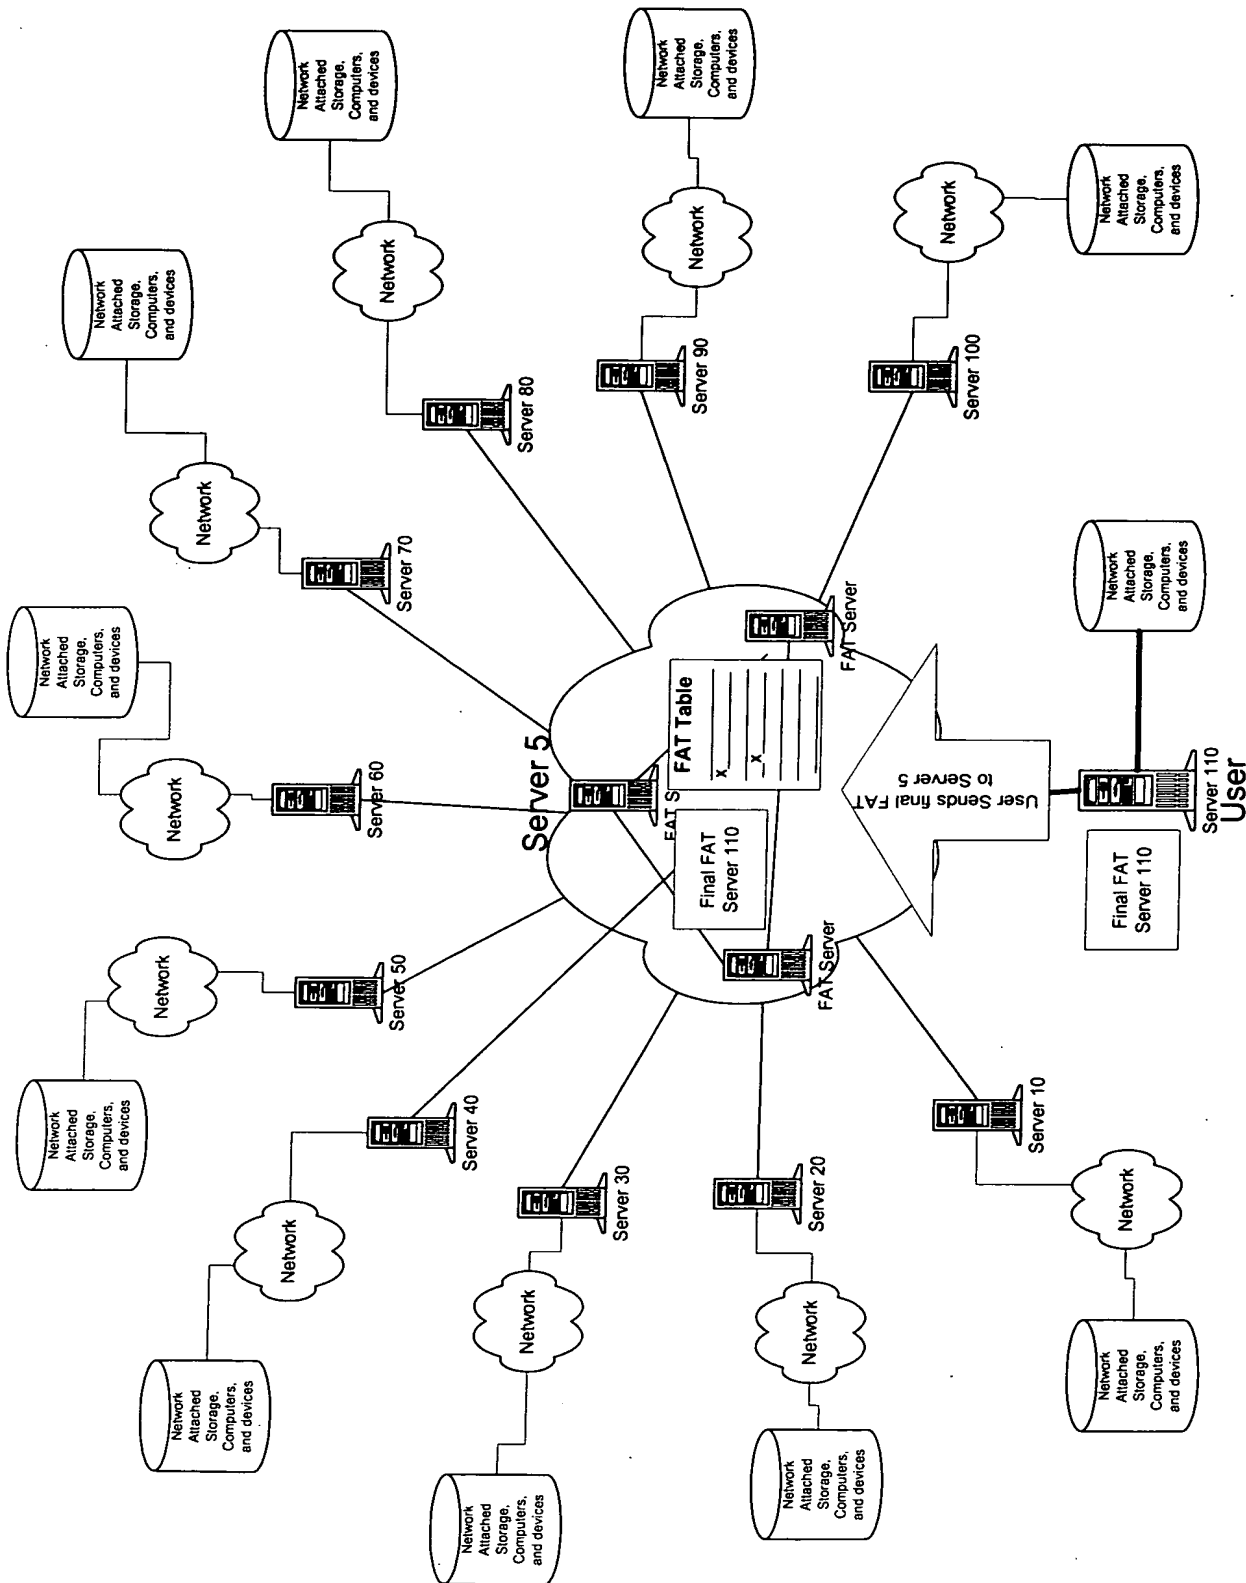 Network
Attached
Storage,
Computers,
and devices
Network
Attached
Storage,
Computers,
and devices
Network
Attached
Storage,
Computers,
and devices
Network
Network
Network
Network
Attached
Storage,
Computers,
and devices
Network
Attached
Storage,
Computers,
and devices
Network
Server 50
Server 60
Server 70
Network
Server 40
Server 80
Network
Attached
Storage,
Computers,
and devices
Network
Server 30
Server 5
FAT S
FAT Table
X
X
Final FAT
Server 110
Network
Server 90
Network
Attached
Storage,
Computers,
and devices
Network
Attached
Storage,
Computers,
and devices
Network
Server 20
FAT Server
FAT Server
User Sends final FAT
to Server 5
Server 100
Network
Server 10
Network
Attached
Storage,
Computers,
and devices
Network
Network
Attached
Storage,
Computers,
and devices
Final FAT
Server 110
Network
Attached
Storage,
Computers,
and devices
Server 110
User